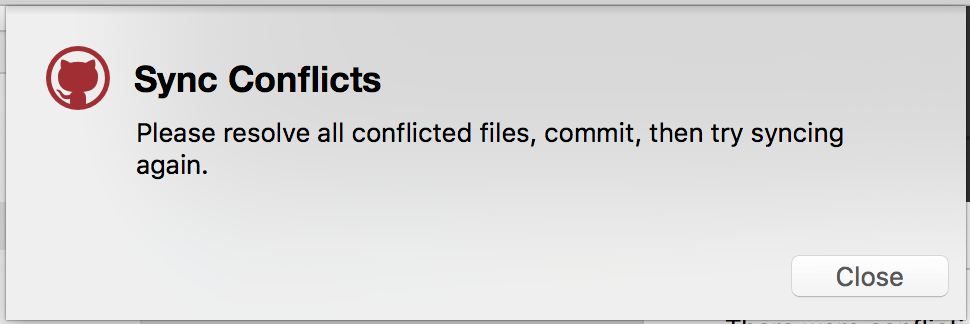 Sync Conflicts
Please resolve all conflicted files, commit, then try syncing
again.
Close